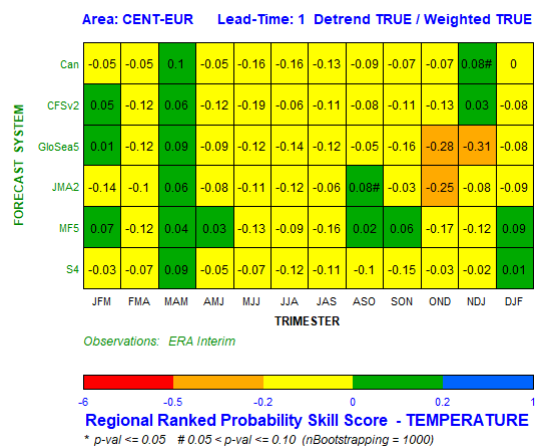 Area: CENT-EUR Lead-Time: 1 Detrend TRUE / Weighted TRUE
FORECAST SYSTEM
Can -0.05 -0.05 0.1 -0.05 -0.16 -0.16 -0.13 -0.09 -0.07 -0.07 0.08# 0
CFSv2 0.05 -0.12 0.06 -0.12 -0.19 -0.06 -0.11 -0.08 -0.11 -0.13 0.03 -0.08
GloSea5 0.01 -0.12 0.09 -0.09 -0.12 -0.14 -0.12 -0.05 -0.16 -0.28 -0.31 -0.08
JMA2 -0.14 -0.1 0.06 -0.08 -0.11 -0.12 -0.06 0.08# -0.03 -0.25 -0.08 -0.09
MF5 0.07 -0.12 0.04 0.03 -0.13 -0.09 -0.16 0.02 0.06 -0.17 -0.12 0.09
S4 -0.03 -0.07 0.09 -0.05 -0.07 -0.12 -0.11 -0.1 -0.15 -0.03 -0.02 0.01
JFM FMA MAM AMJ MJJ JJA JAS ASO SON OND NDJ DJF
TRIMESTER
Observations: ERA Interim
-6 -0.5 -0.2 0 0.2 1
Regional Ranked Probability Skill Score - TEMPERATURE
* p-val <= 0.05 # 0.05 < p-val <= 0.10 (nBootstrapping = 1000)